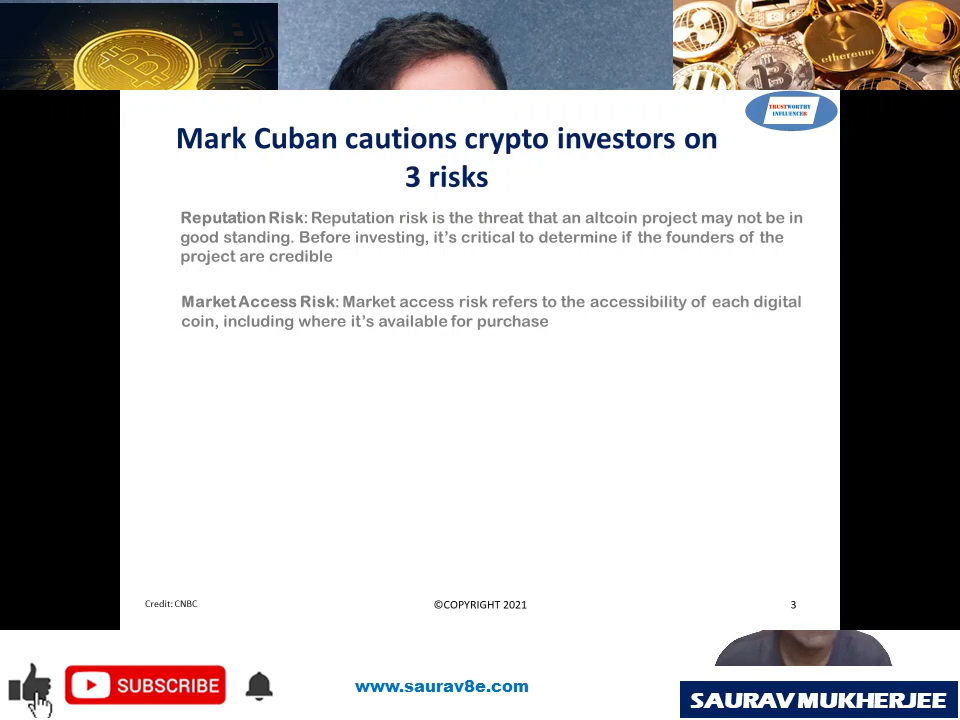 ethereum
TRUSTWORTHY
INFLUENCER
Mark Cuban cautions crypto investors on
3 risks
Reputation Risk: Reputation risk is the threat that an altcoin project may not be in
good standing. Before investing, it’s critical to determine if the founders of the
project are credible
Market Access Risk: Market access risk refers to the accessibility of each digital
coin, including where it’s available for purchase
Credit: CNBC
©COPYRIGHT 2021
3
SUBSCRIBE
www.saurav8e.com
SAURAV MUKHERJEE